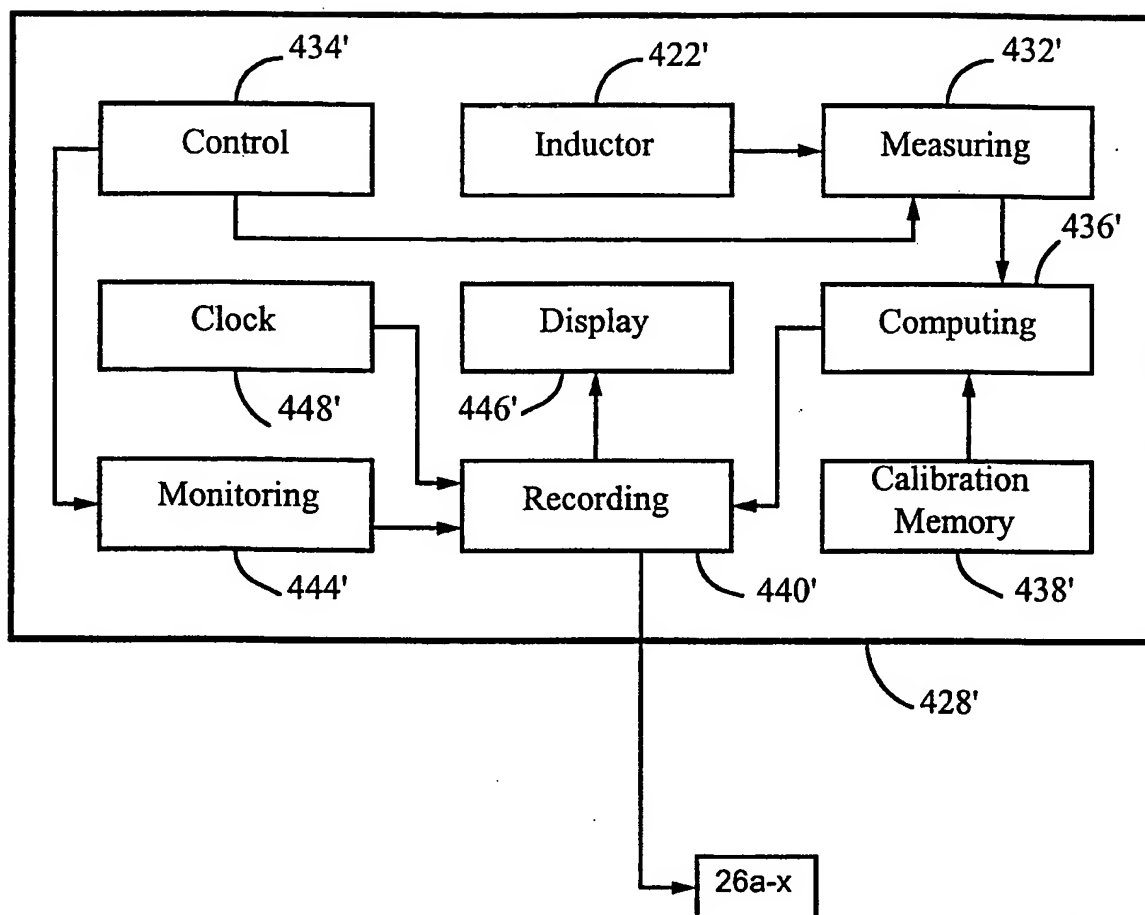 434'
422'
432'
Control
Inductor
Measuring
436'
Clock
Display
Computing
448'
446'
Monitoring
Recording
Calibration
Memory
444'
440'
438'
428'
26a-x